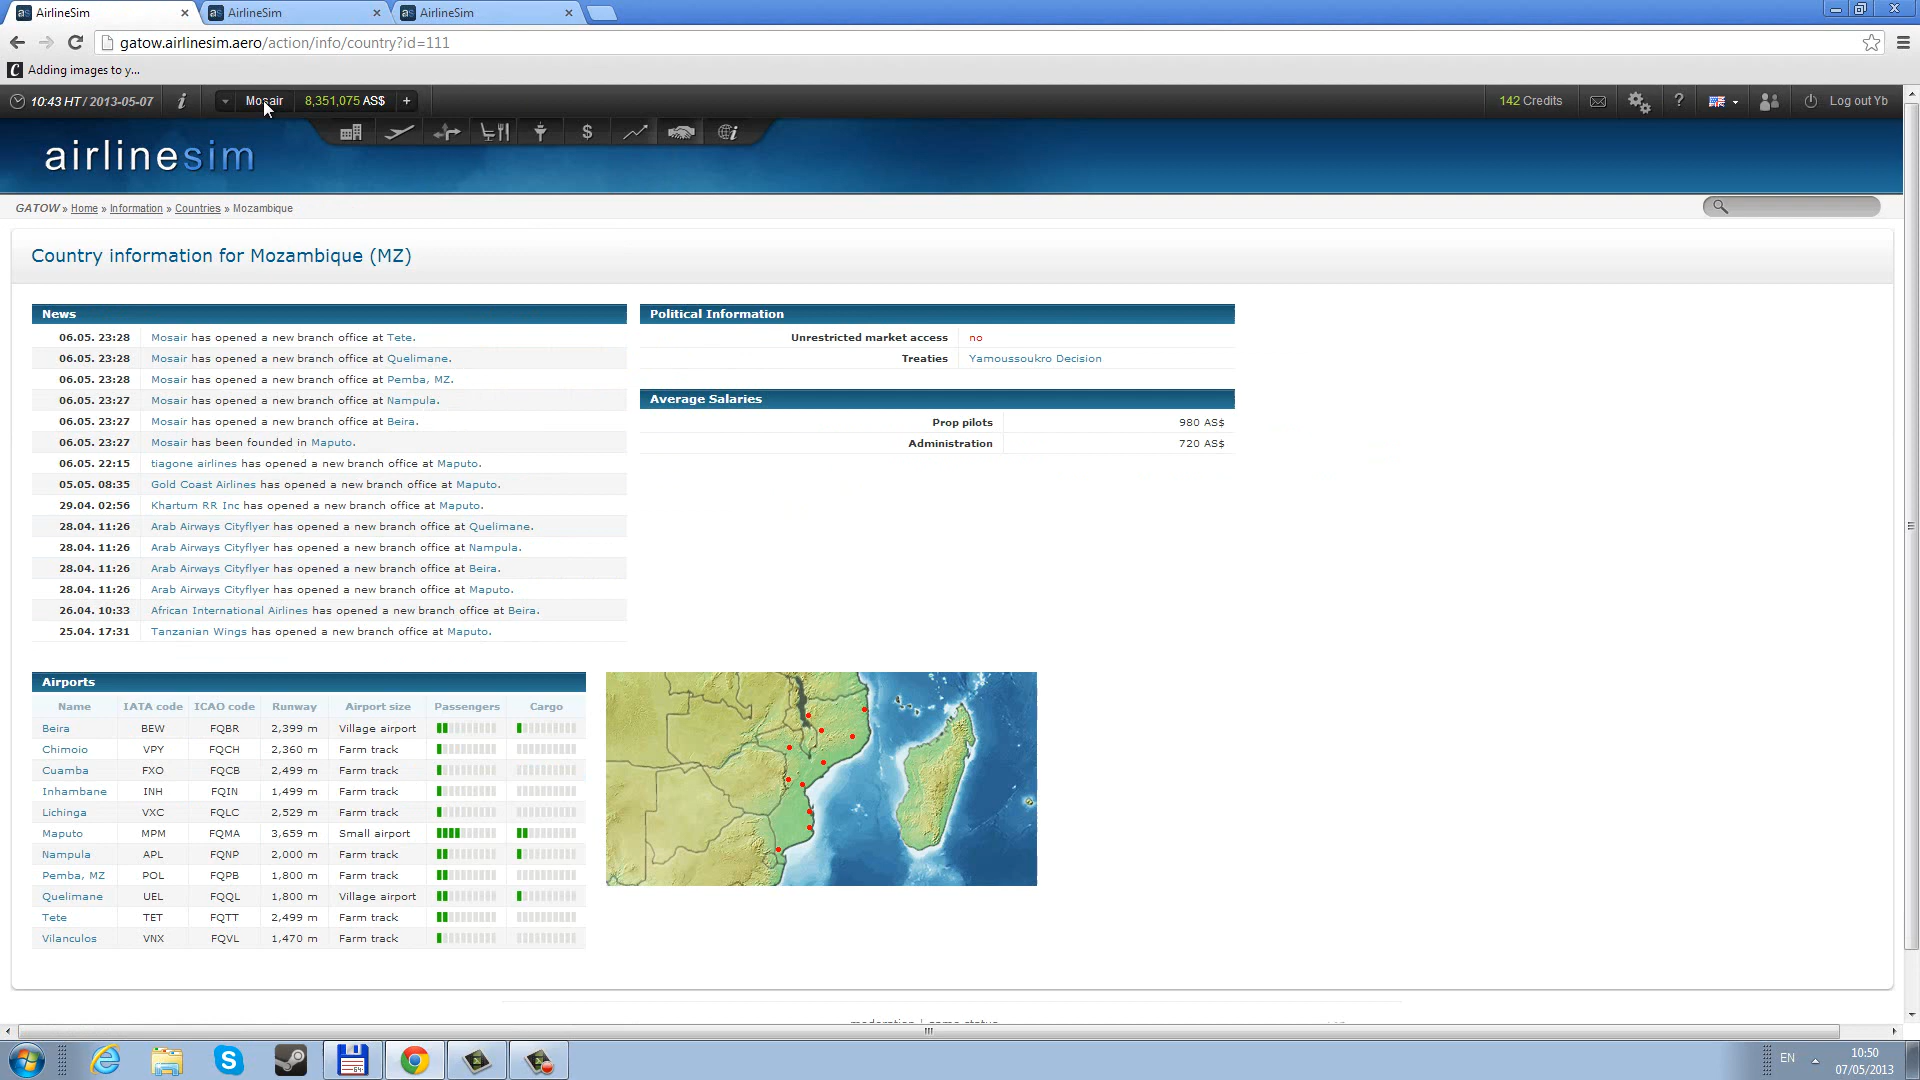 AirlineSim
AirlineSim
AirlineSim
gatow.airlinesim.aero/action/info/country?id=111
Adding images to y...
10:43 HT / 2013-05-07
Mosair
8,351,075 AS$
+
142 Credits
?
Log out Yb
airlinesim
GATOW » Home » Information » Countries » Mozambique
Country information for Mozambique (MZ)
News
06.05. 23:28 Mosair has opened a new branch office at Tete.
06.05. 23:28 Mosair has opened a new branch office at Quelimane.
06.05. 23:28 Mosair has opened a new branch office at Pemba, MZ.
06.05. 23:27 Mosair has opened a new branch office at Nampula.
06.05. 23:27 Mosair has opened a new branch office at Beira.
06.05. 23:27 Mosair has been founded in Maputo.
06.05. 22:15 tiagone airlines has opened a new branch office at Maputo.
05.05. 08:35 Gold Coast Airlines has opened a new branch office at Maputo.
29.04. 02:56 Khartum RR Inc has opened a new branch office at Maputo.
28.04. 11:26 Arab Airways Cityflyer has opened a new branch office at Quelimane.
28.04. 11:26 Arab Airways Cityflyer has opened a new branch office at Nampula.
28.04. 11:26 Arab Airways Cityflyer has opened a new branch office at Beira.
28.04. 11:26 Arab Airways Cityflyer has opened a new branch office at Maputo.
26.04. 10:33 African International Airlines has opened a new branch office at Beira.
25.04. 17:31 Tanzanian Wings has opened a new branch office at Maputo.
Political Information
Unrestricted market access no
Treaties Yamoussoukro Decision
Average Salaries
Prop pilots 980 AS$
Administration 720 AS$
Airports
Name IATA code ICAO code Runway Airport size Passengers Cargo
Beira BEW FQBR 2,399 m Village airport
Chimoio VPY FQCH 2,360 m Farm track
Cuamba FXO FQCB 2,499 m Farm track
Inhambane INH FQIN 1,499 m Farm track
Lichinga VXC FQLC 2,529 m Farm track
Maputo MPM FQMA 3,659 m Small airport
Nampula APL FQNP 2,000 m Farm track
Pemba, MZ POL FQPB 1,800 m Farm track
Quelimane UEL FQQL 1,800 m Village airport
Tete TET FQTT 2,499 m Farm track
Vilanculos VNX FQVL 1,470 m Farm track
EN
10:50
07/05/2013